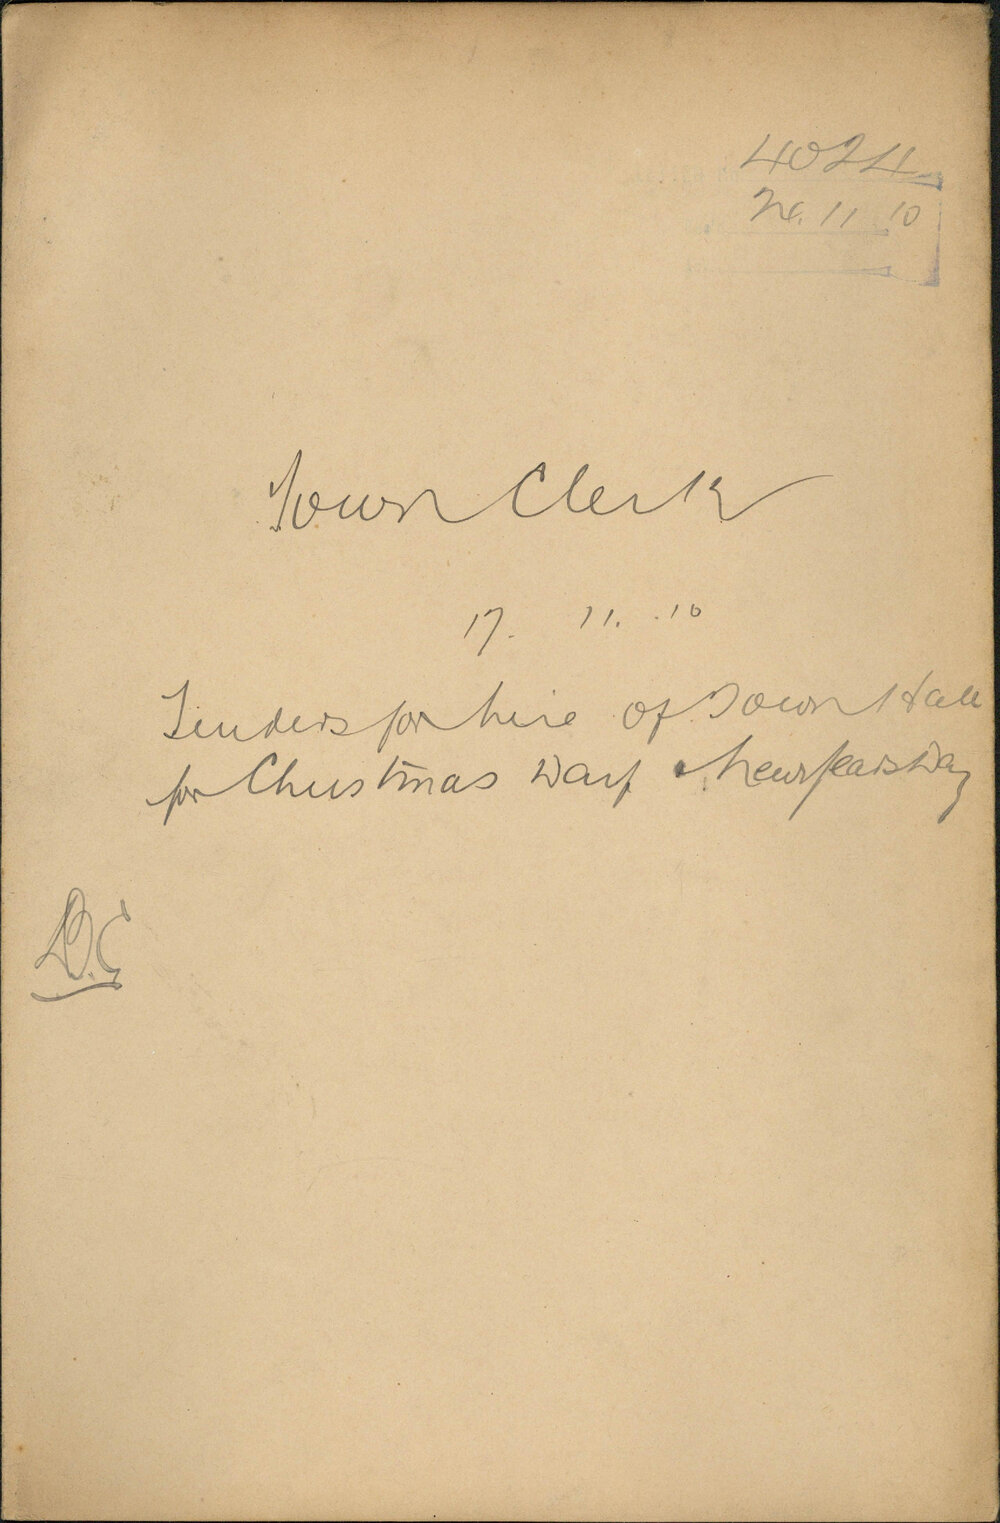 4024
24.11.10
Town Clerk
17. 11. 10
Tenders for hire of Town Hall
for Christmas Day & New Years Day